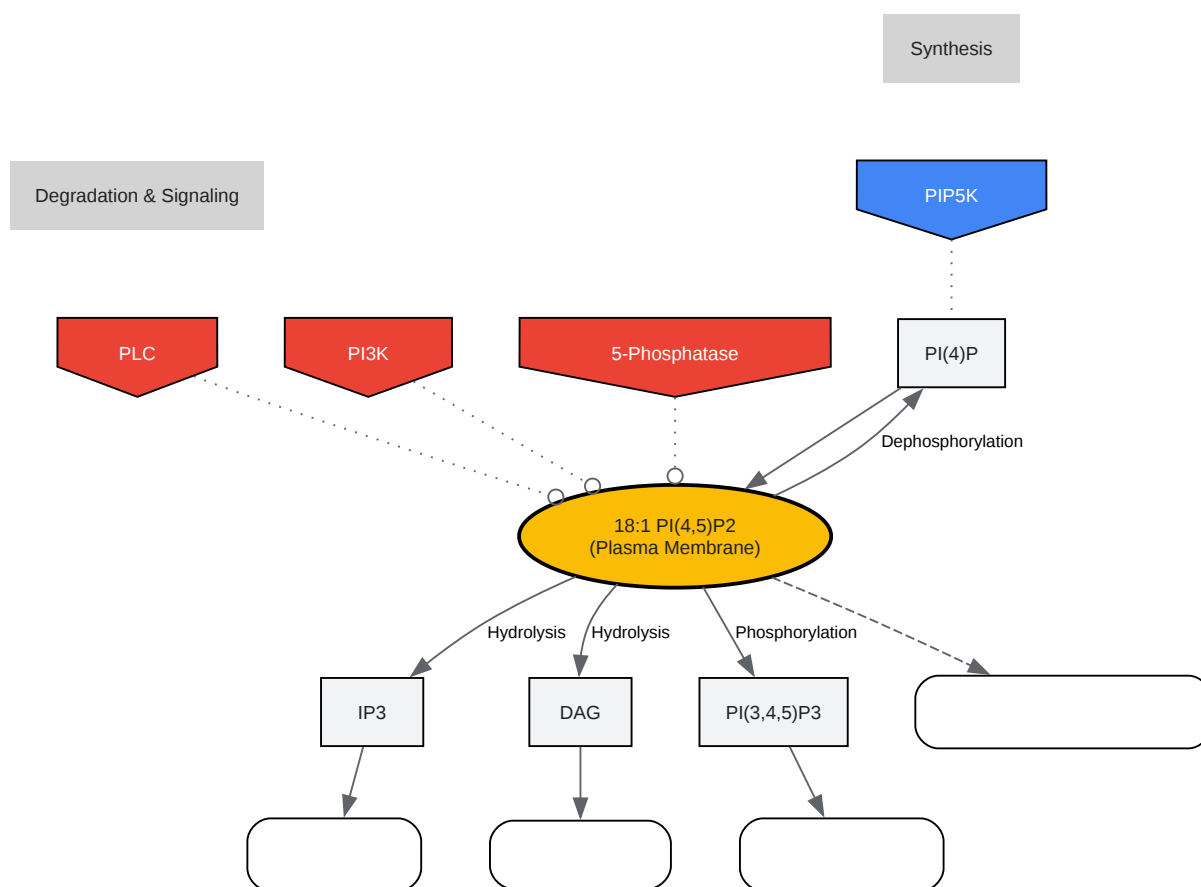 Synthesis
Degradation & Signaling
PIP5K
PLC
PI3K
5-Phosphatase
PI(4)P
Dephosphorylation
18:1 PI(4,5)P2
(Plasma Membrane)
Hydrolysis
Hydrolysis
Phosphorylation
IP3
DAG
PI(3,4,5)P3